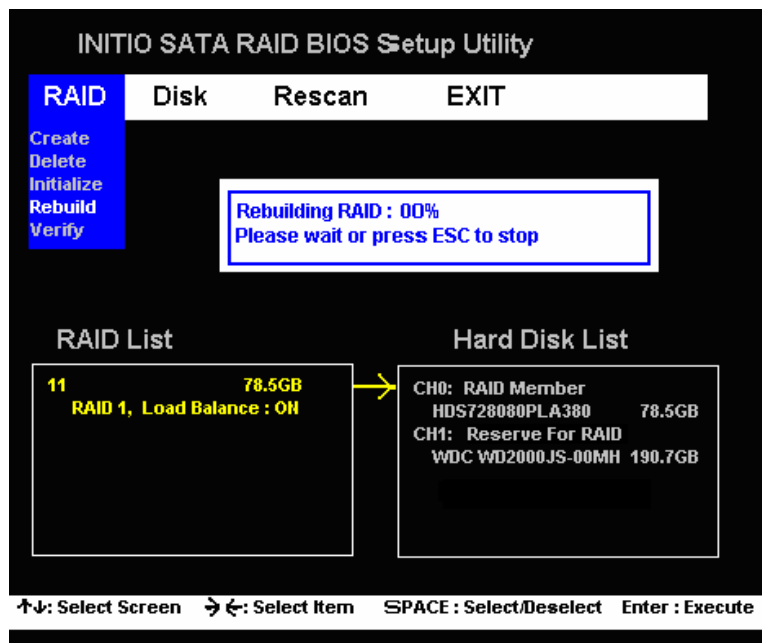 INITIO SATA RAID BIOS Setup Utility
RAID Disk Rescan EXIT
Create
Delete
Initialize
Rebuild
Verify
Rebuilding RAID : 00%
Please wait or press ESC to stop
RAID List
11 78.5GB
RAID 1, Load Balance : ON
Hard Disk List
CH0: RAID Member
HDS728080PLA380 78.5GB
CH1: Reserve For RAID
WDC WD2000JS-00MH 190.7GB
↑↓: Select Screen → ←: Select Item SPACE : Select/Deselect Enter : Execute